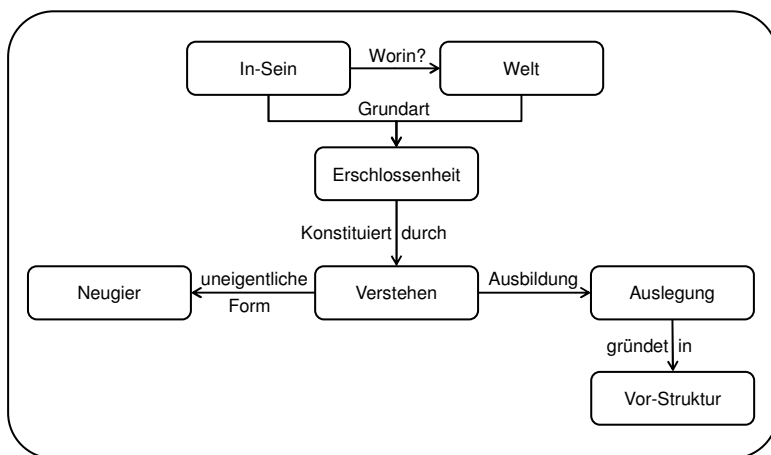 Worin?
In-Sein
Welt
Grundart
Erschlossenheit
Konstituiert durch
uneigentliche
Form
Neugier
Verstehen
Ausbildung
Auslegung
gründet in
Vor-Struktur